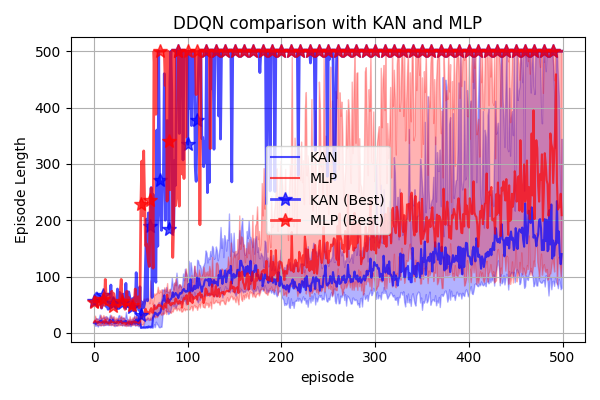 DDQN comparison with KAN and MLP
Episode Length
500
400
300
200
100
0
KAN
MLP
KAN (Best)
MLP (Best)
0 100 200 300 400 500
episode